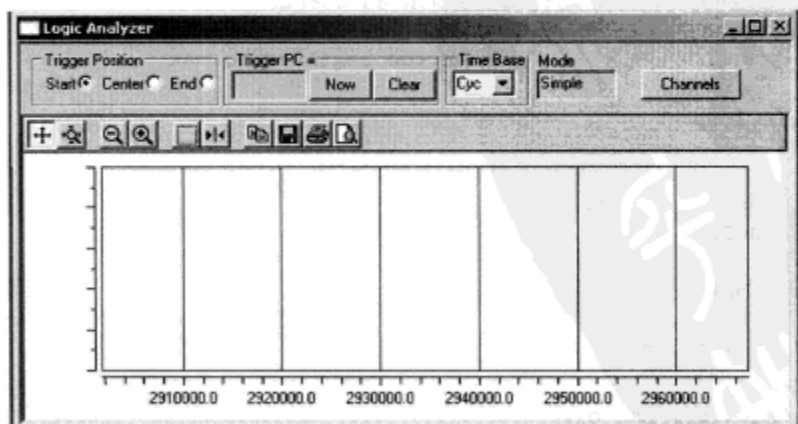 Logic Analyzer
Trigger Position
Start Center End
Trigger PC =
Now Clear
Time Base
Cyc
Mode
Simple
Channels
2910000.0 2920000.0 2930000.0 2940000.0 2950000.0 2960000.0